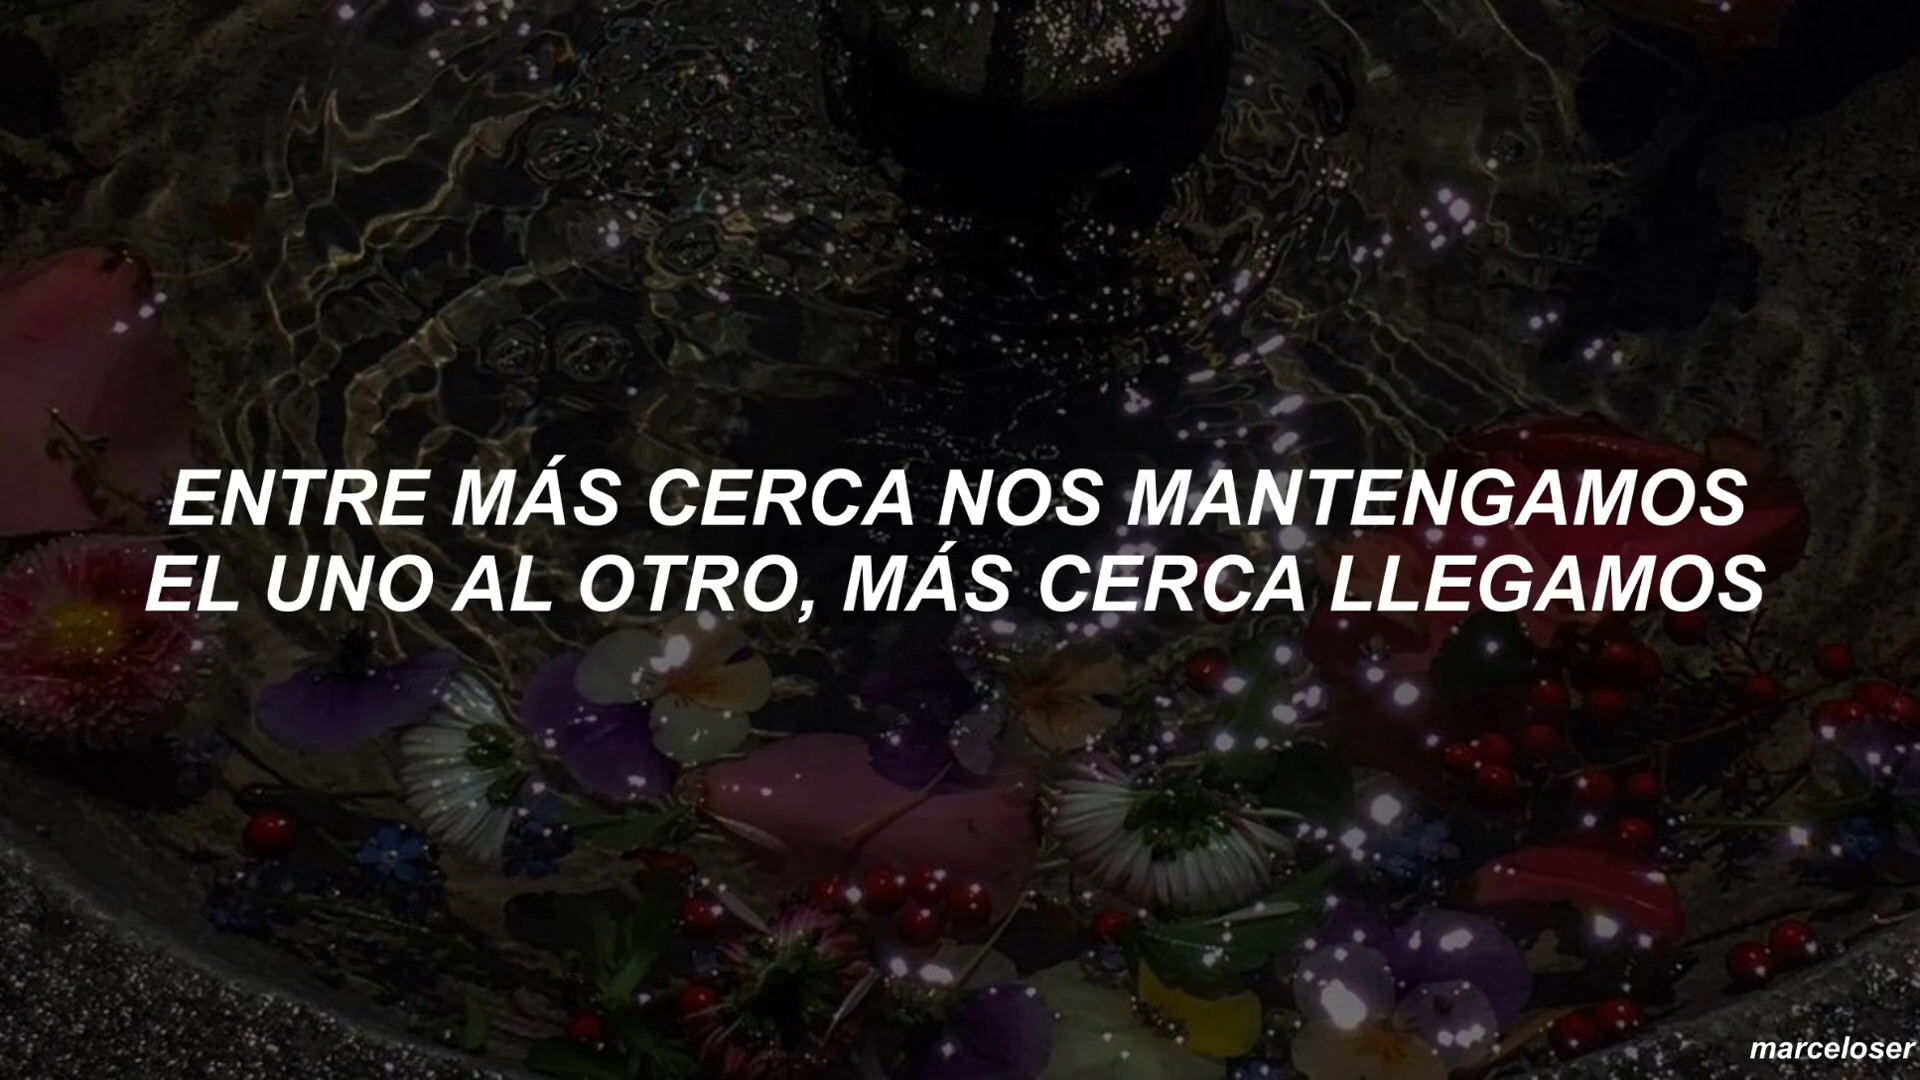 ENTRE MÁS CERCA NOS MANTENGAMOS
EL UNO AL OTRO, MÁS CERCA LLEGAMOS
marceloser